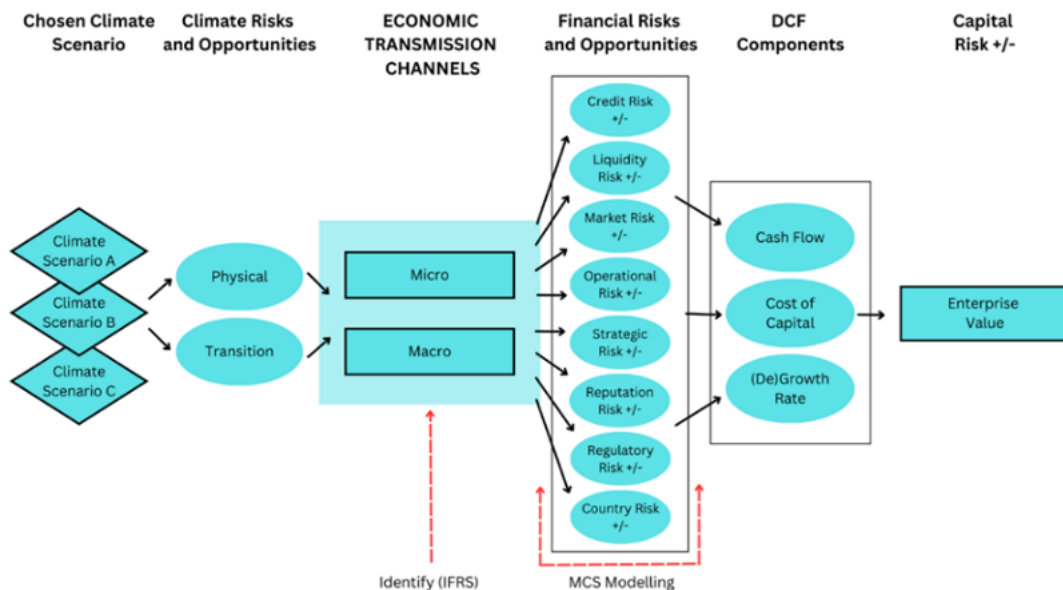 Chosen Climate
Scenario
Climate Risks
and Opportunities
ECONOMIC
TRANSMISSION
CHANNELS
Financial Risks
and Opportunities
DCF
Components
Capital
Risk +/-
Climate
Scenario A
Climate
Scenario B
Climate
Scenario C
Physical
Transition
Micro
Macro
Credit Risk
+/-
Liquidity
Risk +/-
Market Risk
+/-
Operational
Risk +/-
Strategic
Risk +/-
Reputation
Risk +/-
Regulatory
Risk +/-
Country Risk
+/-
Cash Flow
Cost of
Capital
(De)Growth
Rate
Enterprise
Value
Identify (IFRS)
MCS Modelling